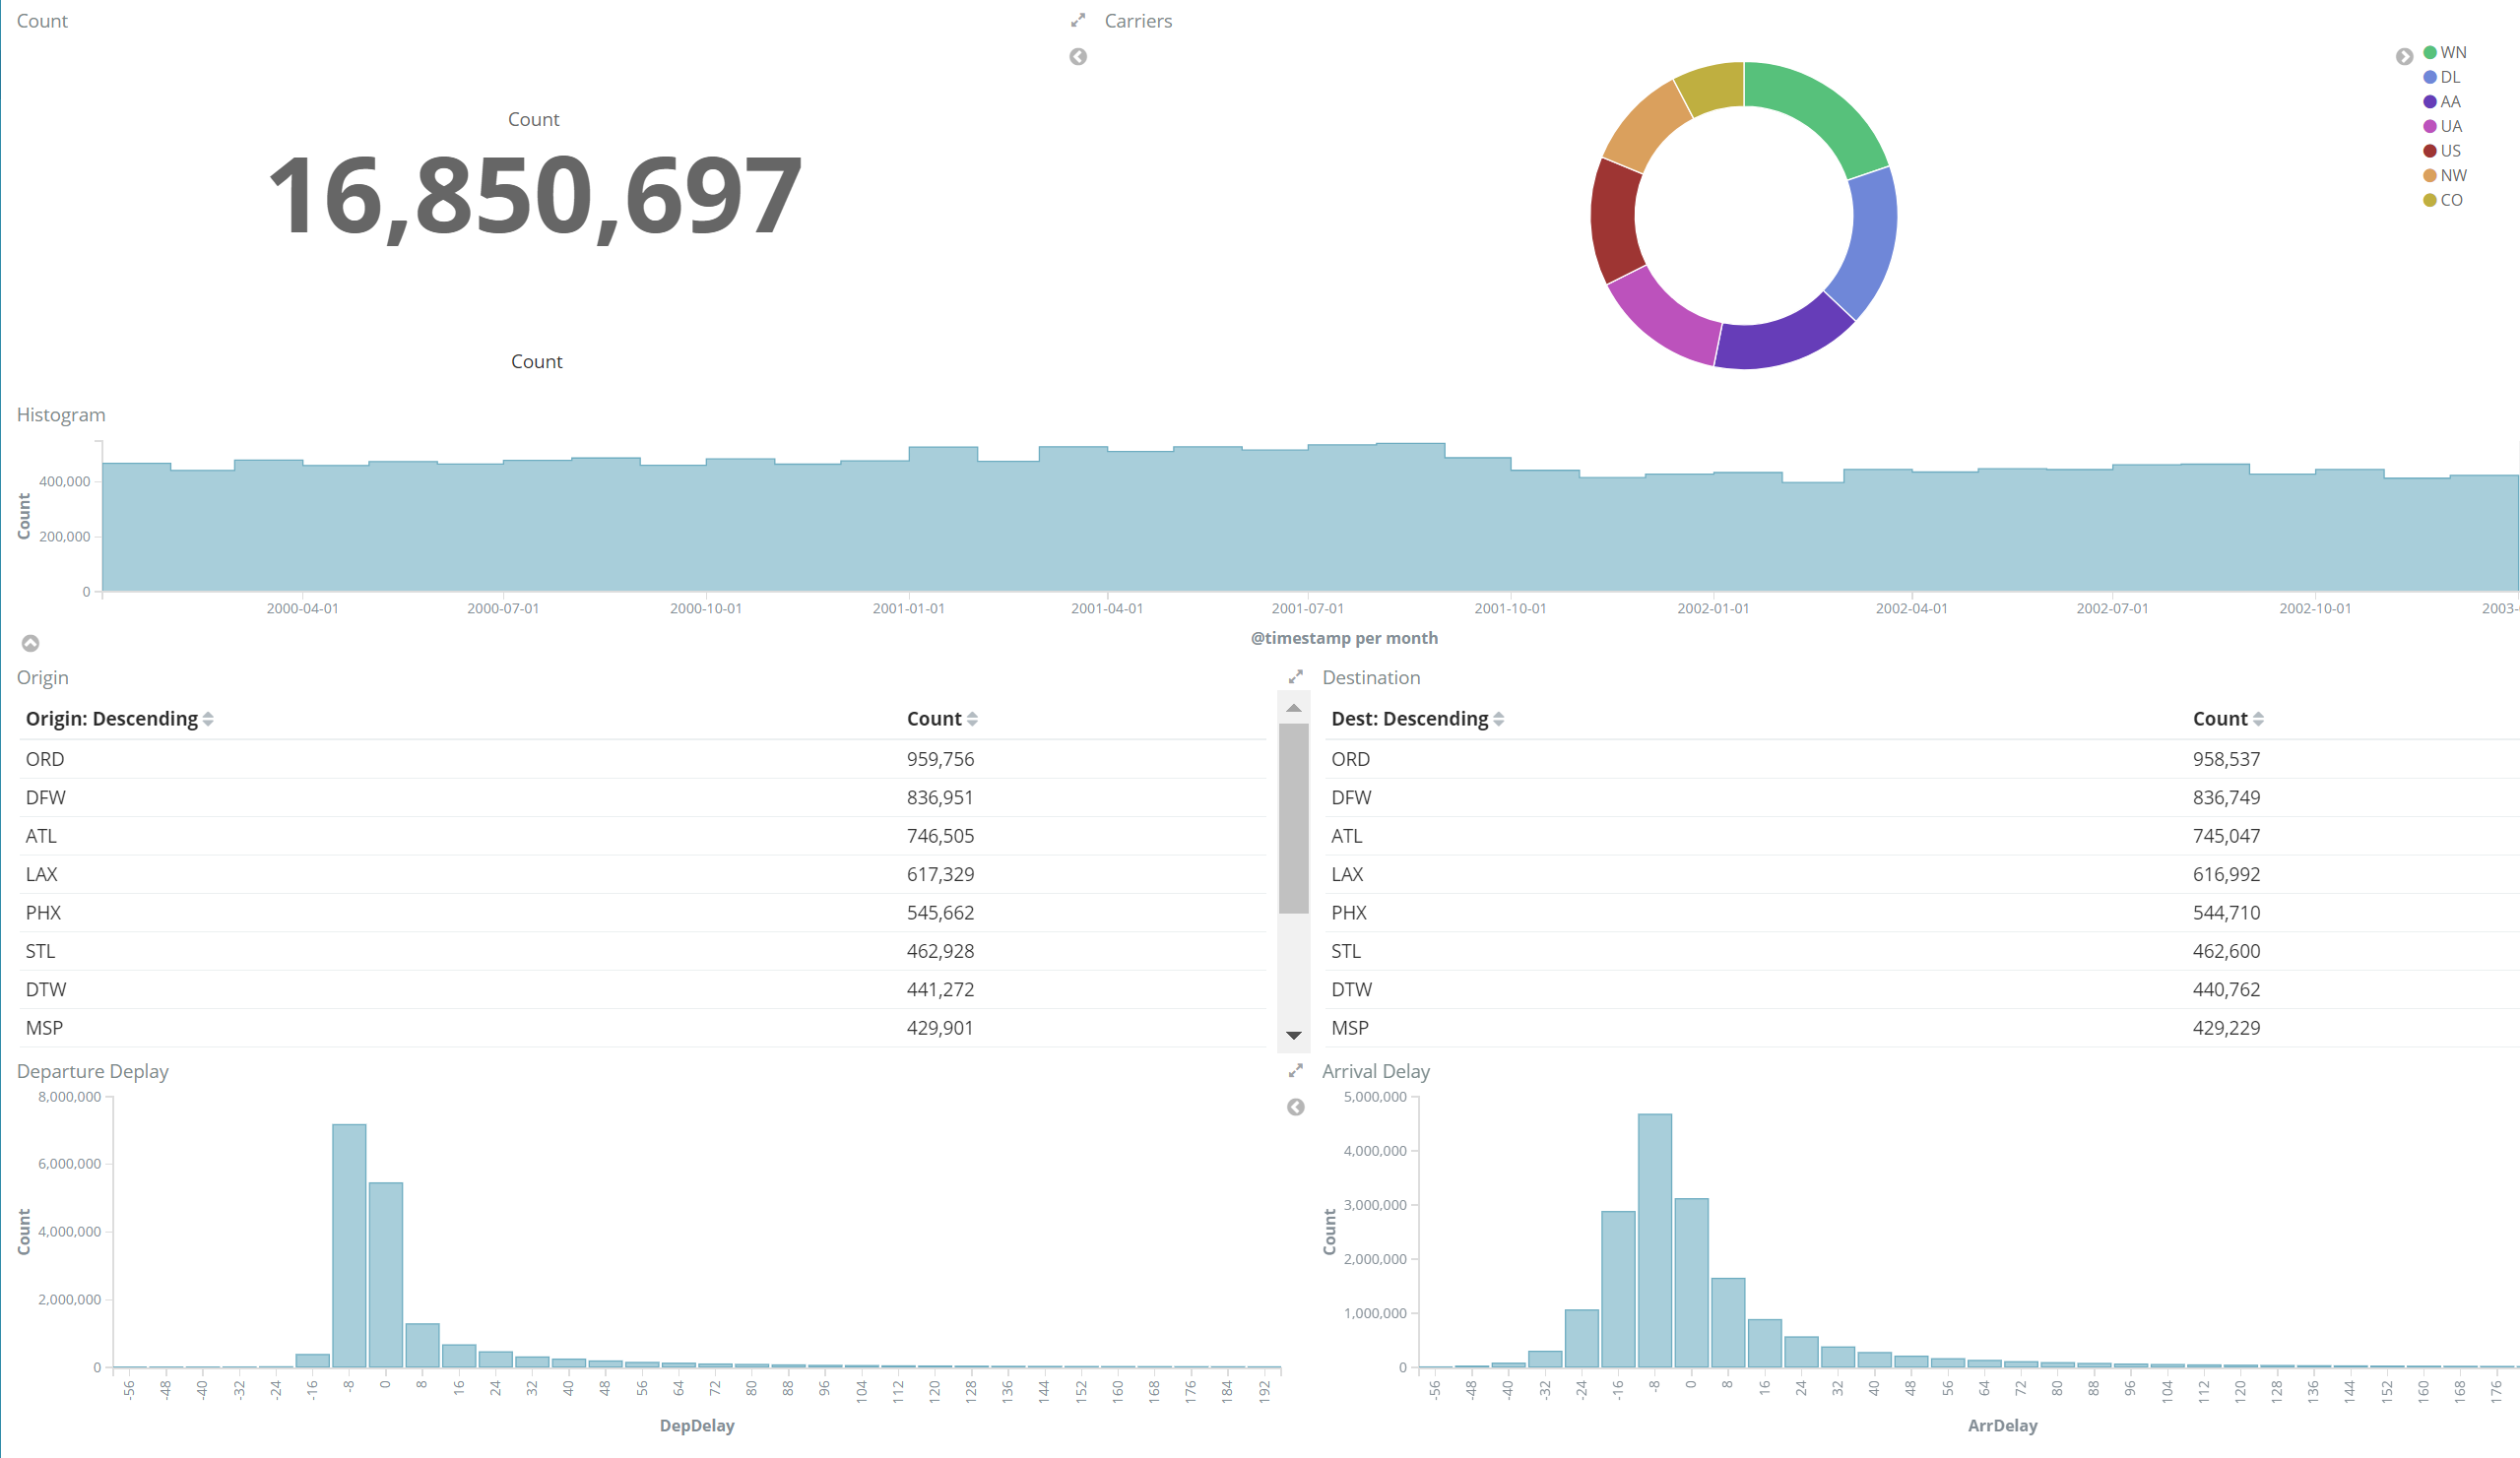 Count
Count
16,850,697
Count
Carriers
WN
DL
AA
UA
US
NW
CO
Histogram
Count
400,000
200,000
0
2000-04-01 2000-07-01 2000-10-01 2001-01-01 2001-04-01 2001-07-01 2001-10-01 2002-01-01 2002-04-01 2002-07-01 2002-10-01 2003-
@timestamp per month
Origin
Origin: Descending Count
ORD 959,756
DFW 836,951
ATL 746,505
LAX 617,329
PHX 545,662
STL 462,928
DTW 441,272
MSP 429,901
Destination
Dest: Descending Count
ORD 958,537
DFW 836,749
ATL 745,047
LAX 616,992
PHX 544,710
STL 462,600
DTW 440,762
MSP 429,229
Departure Deplay
Count
8,000,000
6,000,000
4,000,000
2,000,000
0
-56 -48 -40 -32 -24 -16 -8 0 8 16 24 32 40 48 56 64 72 80 88 96 104 112 120 128 136 144 152 160 168 176 184 192
DepDelay
Arrival Delay
Count
5,000,000
4,000,000
3,000,000
2,000,000
1,000,000
0
-56 -48 -40 -32 -24 -16 -8 0 8 16 24 32 40 48 56 64 72 80 88 96 104 112 120 128 136 144 152 160 168 176
ArrDelay